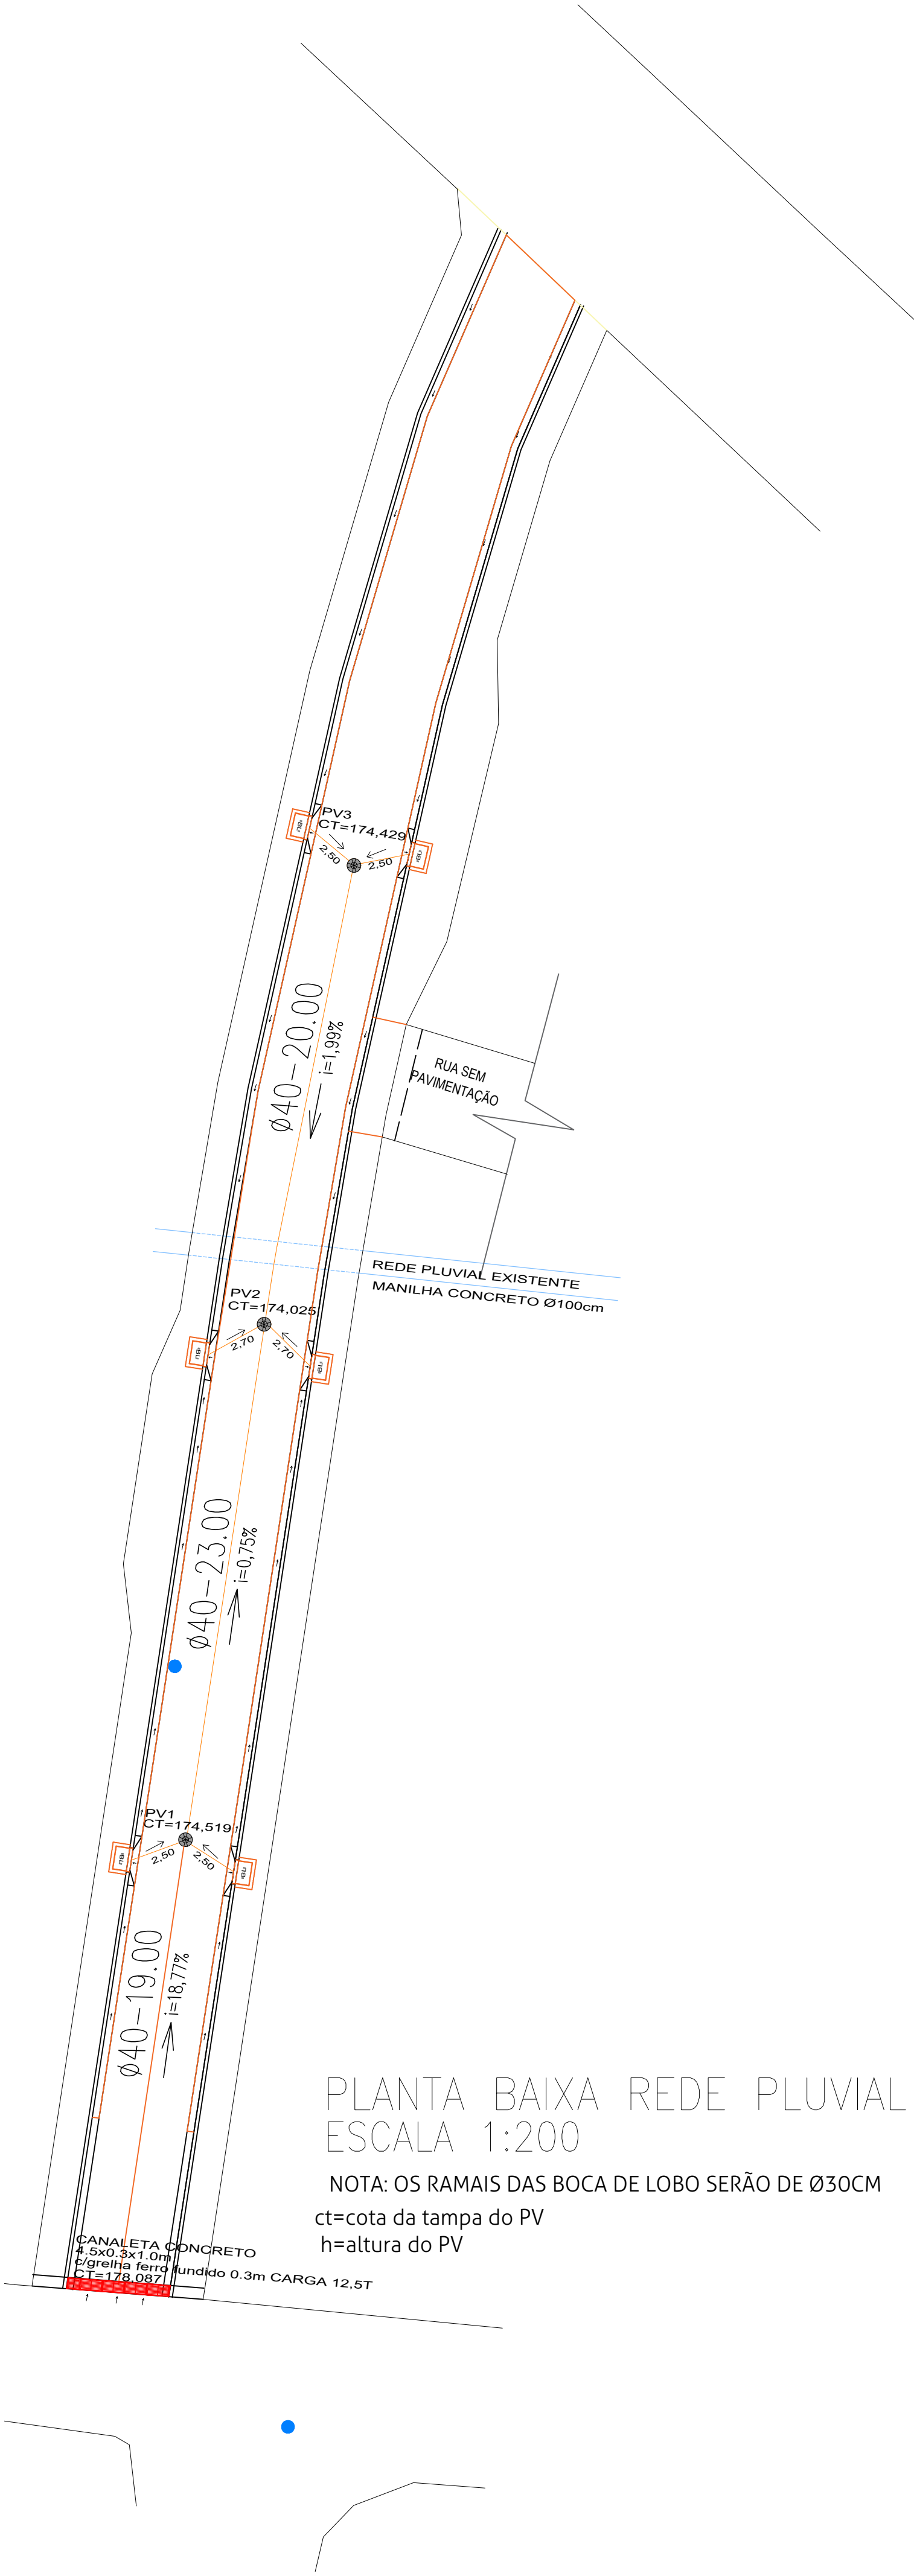 PV3
CT=174,429
2.50
2,50
Ø40-20.00
i=1,99%
RUA SEM
PAVIMENTAÇÃO
REDE PLUVIAL EXISTENTE
MANILHA CONCRETO Ø100cm
PV2
CT=174,025
2,70
2,70
Ø40-23.00
i=0,75%
PV1
CT=174,519
2,50
2,50
Ø40-19.00
i=18,77%
PLANTA BAIXA REDE PLUVIAL
ESCALA 1:200
NOTA: OS RAMAIS DAS BOCA DE LOBO SERÃO DE Ø30CM
ct=cota da tampa do PV
h=altura do PV
CANALETA CONCRETO
4.5x0.3x1.0m
c/grelha ferro fundido 0.3m CARGA 12,5T
CT=178,087